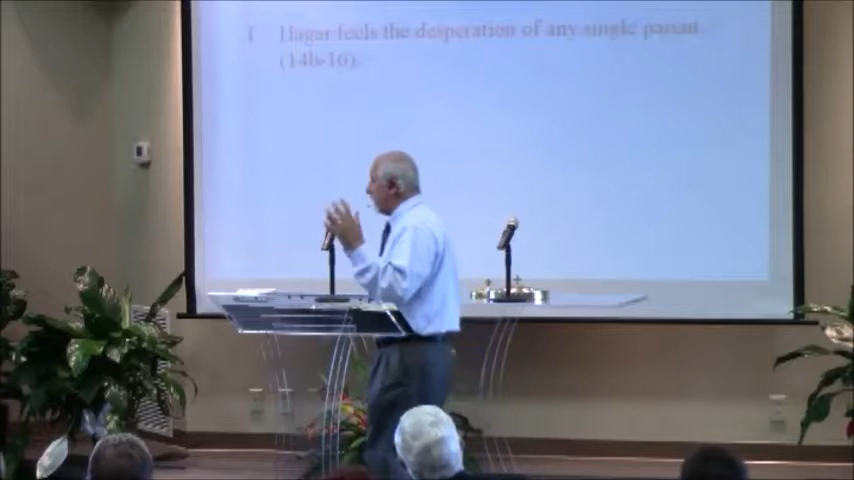 f Hagar feels the desperation of any single parent
(14b-16)